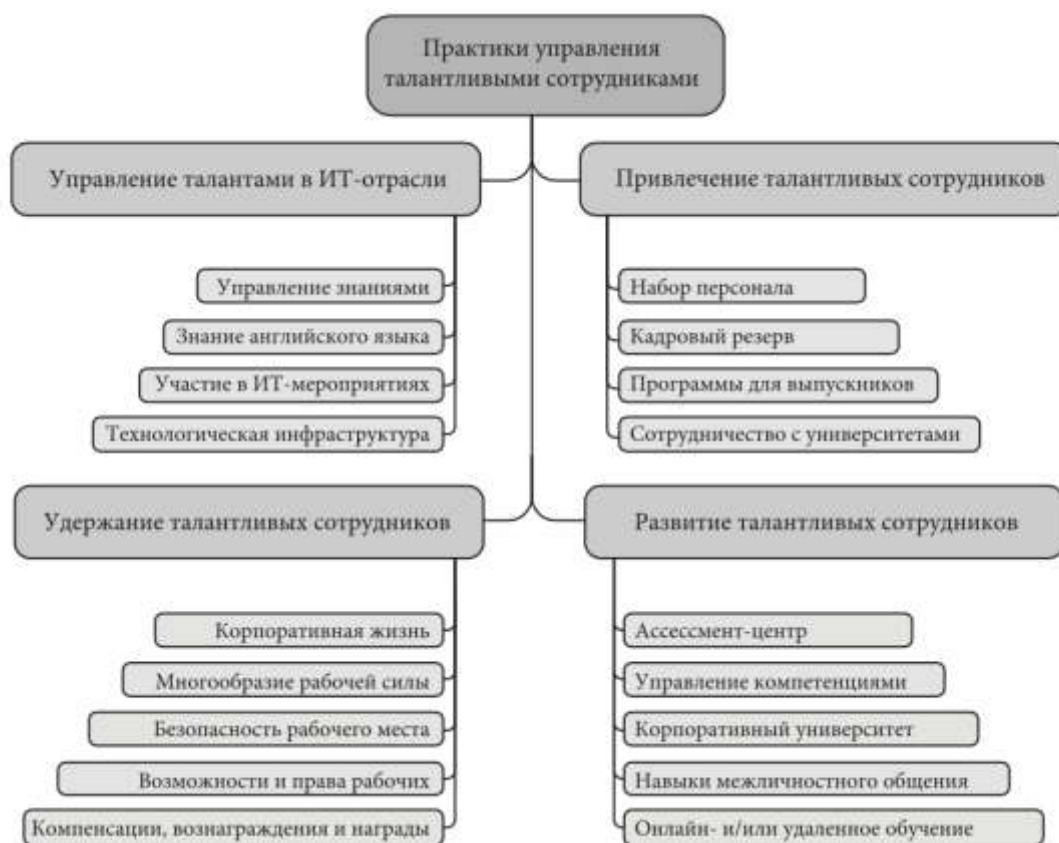 Практики управления
талантливыми сотрудниками
Управление талантами в ИТ-отрасли
Управление знаниями
Знание английского языка
Участие в ИТ-мероприятиях
Технологическая инфраструктура
Привлечение талантливых сотрудников
Набор персонала
Кадровый резерв
Программы для выпускников
Сотрудничество с университетами
Удержание талантливых сотрудников
Корпоративная жизнь
Многообразие рабочей силы
Безопасность рабочего места
Возможности и права рабочих
Компенсации, вознаграждения и награды
Развитие талантливых сотрудников
Ассессмент-центр
Управление компетенциями
Корпоративный университет
Навыки межличностного общения
Онлайн- и/или удаленное обучение